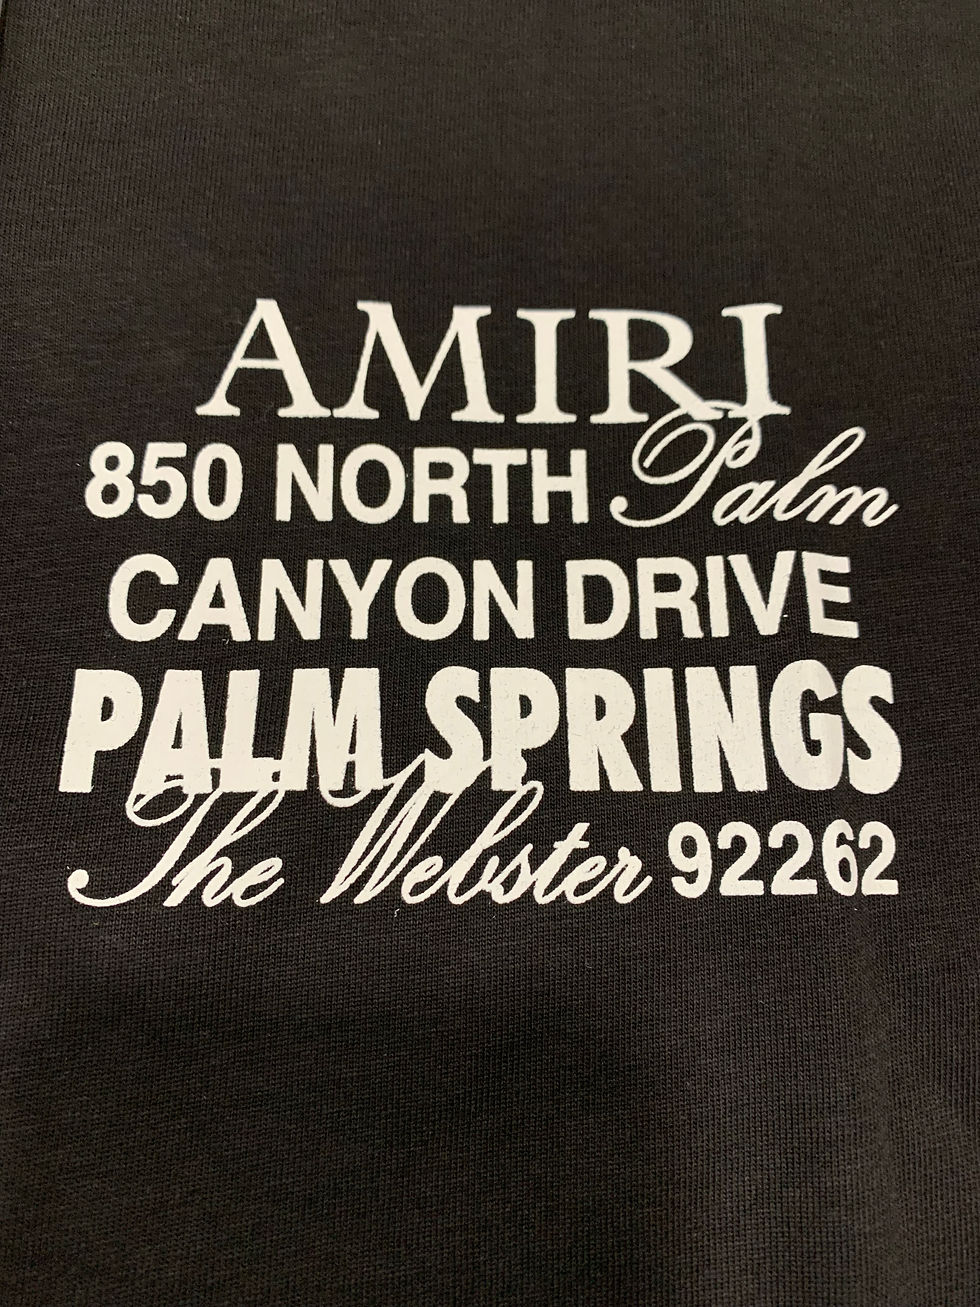 AMIRI
850 NORTH Palm
CANYON DRIVE
PALM SPRINGS
The Webster 92262